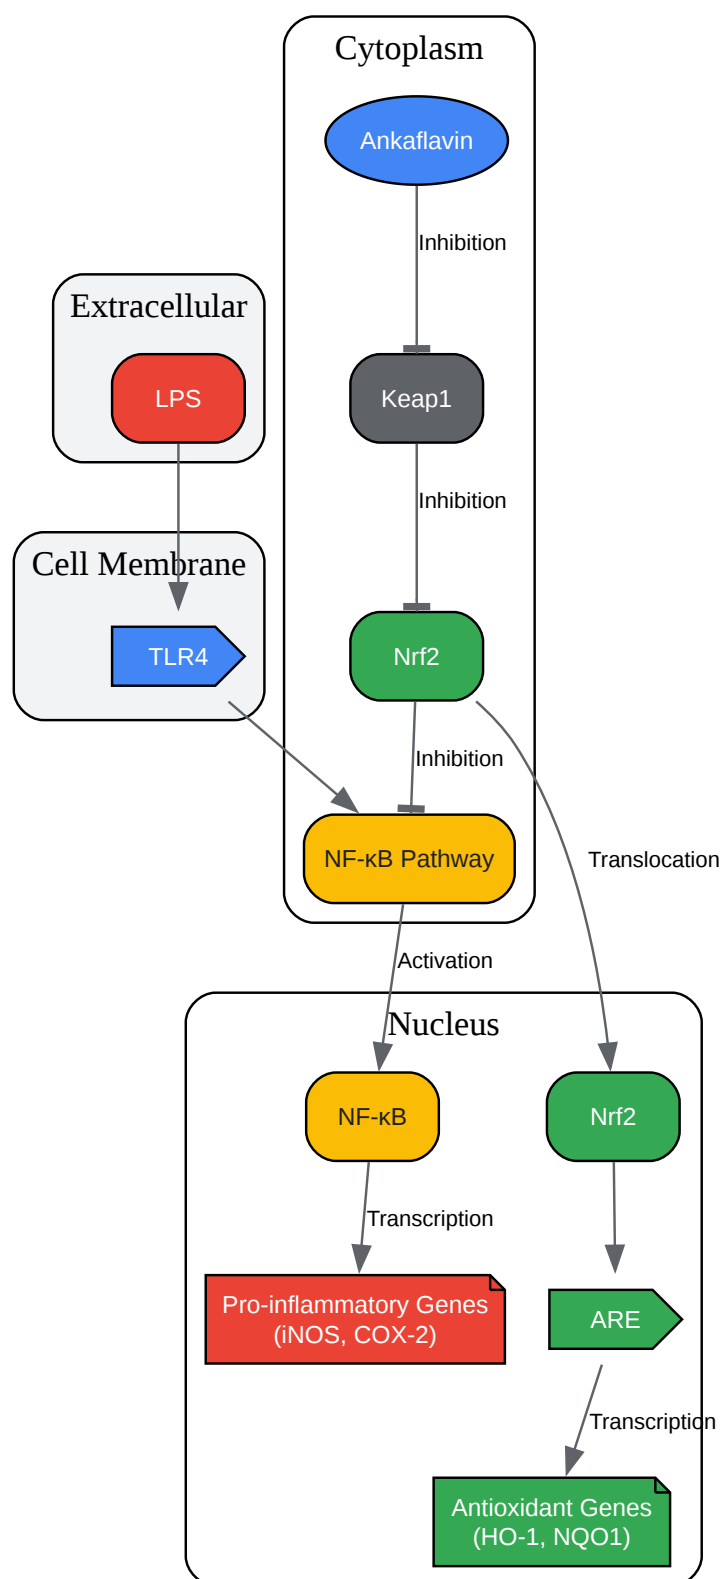 Cytoplasm
Ankaflavin
Inhibition
Extracellular
LPS
Keap1
Inhibition
Cell Membrane
TLR4
Nrf2
Inhibition
NF-κB Pathway
Translocation
Activation
Nucleus
NF-κB
Nrf2
Transcription
Pro-inflammatory Genes
(iNOS, COX-2)
ARE
Transcription
Antioxidant Genes
(HO-1, NQO1)